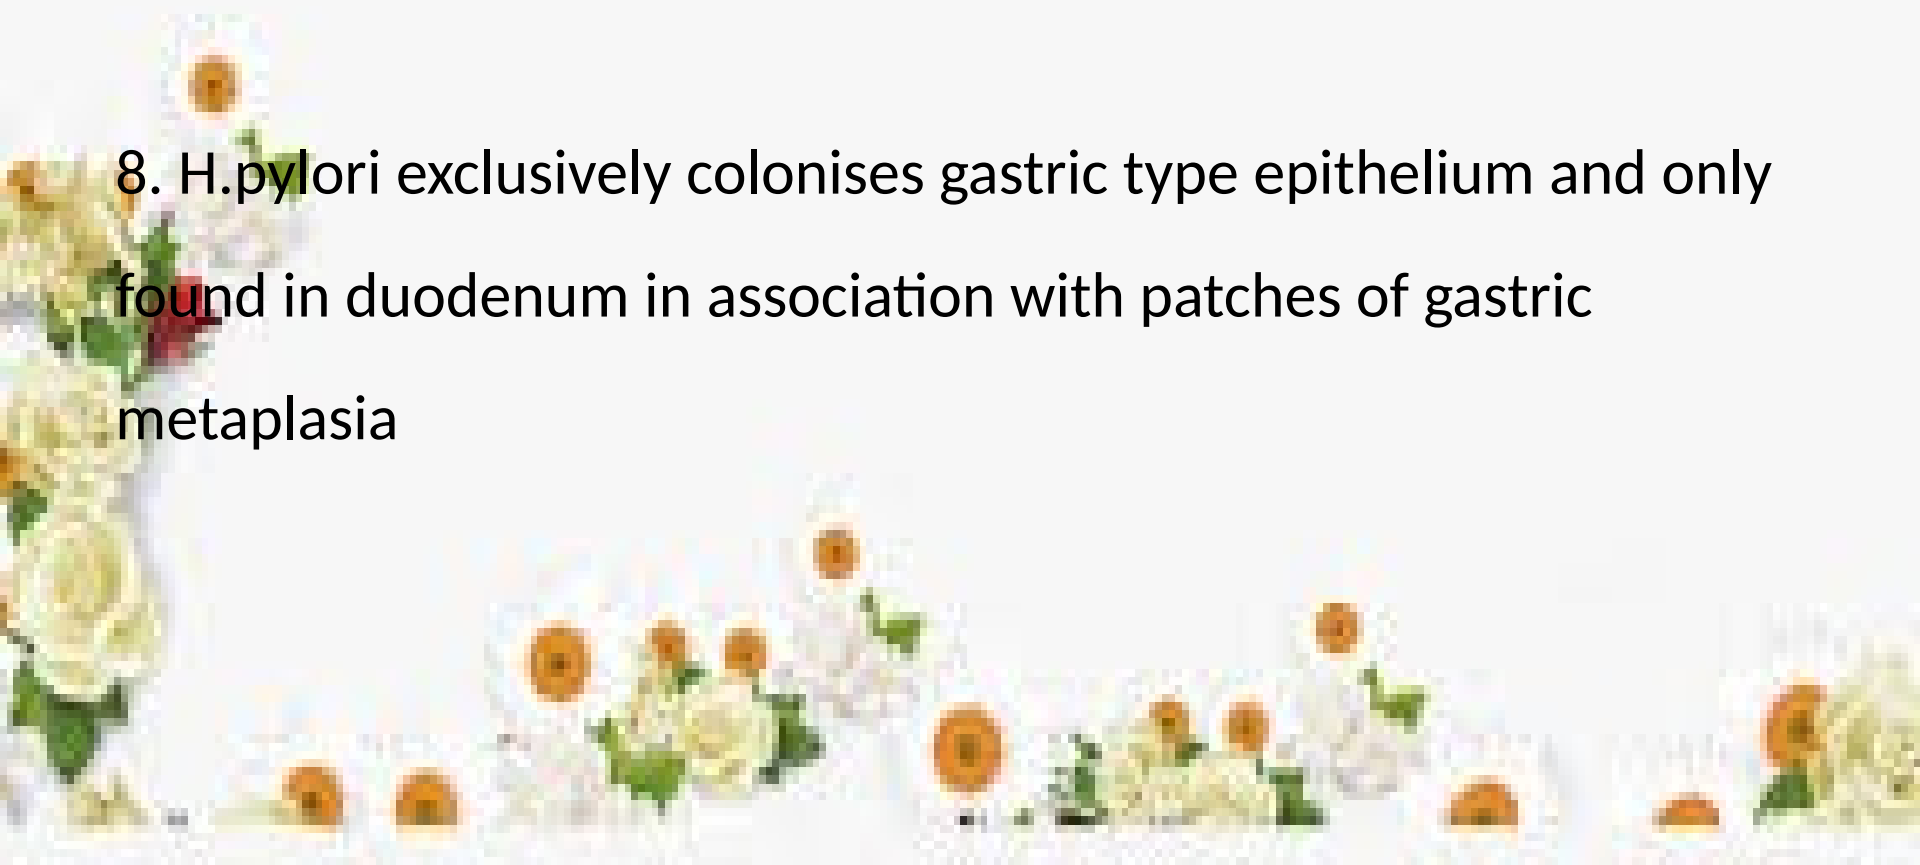 8. H.pylori exclusively colonises gastric type epithelium and only
found in duodenum in association with patches of gastric
metaplasia